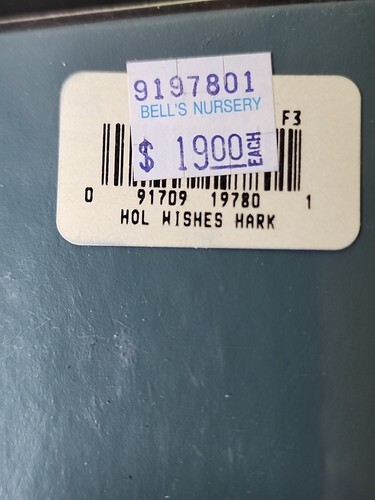 9197801
BELL'S NURSERY
$ 1900 EACH
F3
0 91709 19780 1
HOL WISHES HARK